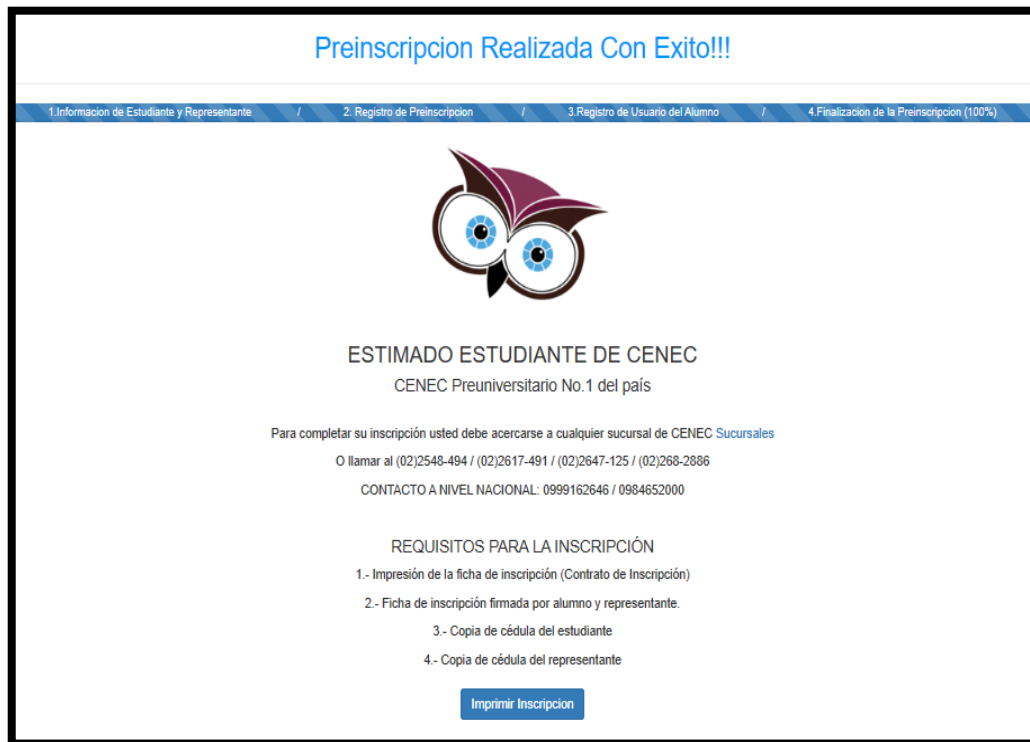 Preinscripcion Realizada Con Exito!!!
1.Informacion de Estudiante y Representante / 2. Registro de Preinscripcion / 3.Registro de Usuario del Alumno / 4.Finalizacion de la Preinscripcion (100%)
ESTIMADO ESTUDIANTE DE CENEC
CENEC Preuniversitario No.1 del país
Para completar su inscripción usted debe acercarse a cualquier sucursal de CENEC Sucursales
O llamar al (02)2548-494 / (02)2617-491 / (02)2647-125 / (02)268-2886
CONTACTO A NIVEL NACIONAL: 0999162646 / 0984652000
REQUISITOS PARA LA INSCRIPCIÓN
1.- Impresión de la ficha de inscripción (Contrato de Inscripción)
2.- Ficha de inscripción firmada por alumno y representante.
3.- Copia de cédula del estudiante
4.- Copia de cédula del representante
Imprimir Inscripcion